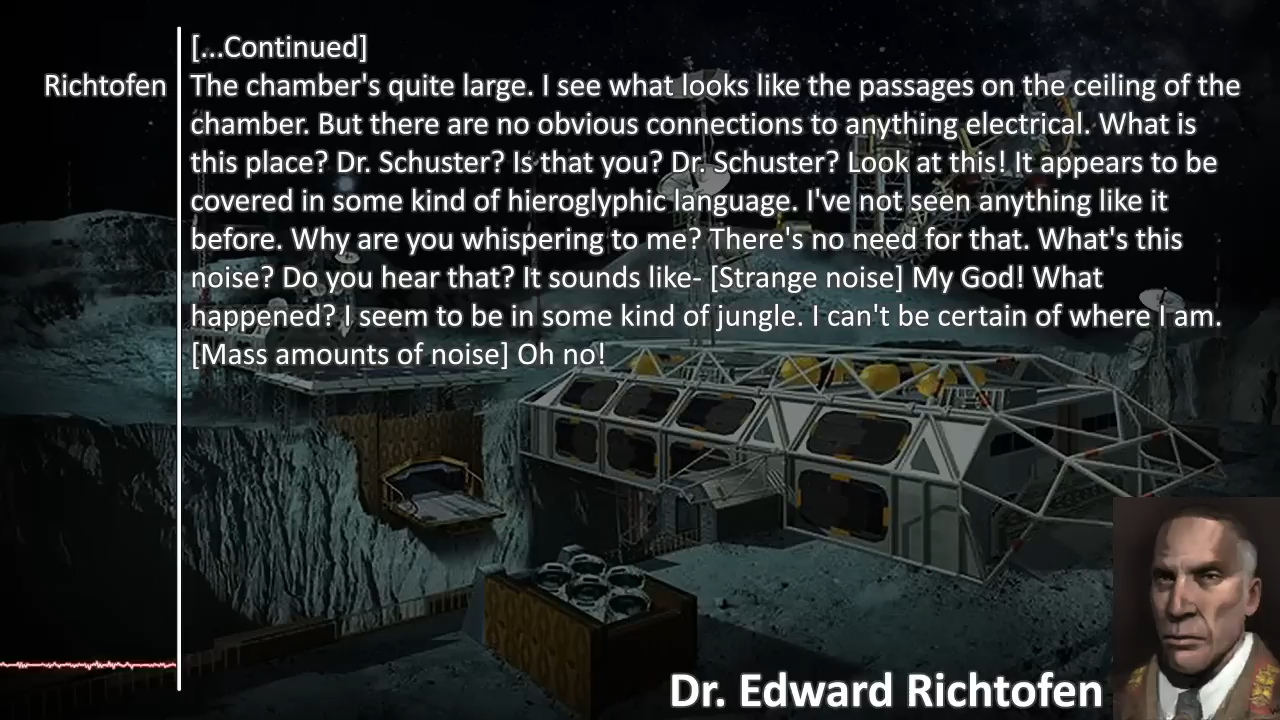 [...Continued]
Richtofen The chamber's quite large. I see what looks like the passages on the ceiling of the
chamber. But there are no obvious connections to anything electrical. What is
this place? Dr. Schuster? Is that you? Dr. Schuster? Look at this! It appears to be
covered in some kind of hieroglyphic language. I've not seen anything like it
before. Why are you whispering to me? There's no need for that. What's this
noise? Do you hear that? It sounds like- [Strange noise] My God! What
happened? I seem to be in some kind of jungle. I can't be certain of where I am.
[Mass amounts of noise] Oh no!
Dr. Edward Richtofen